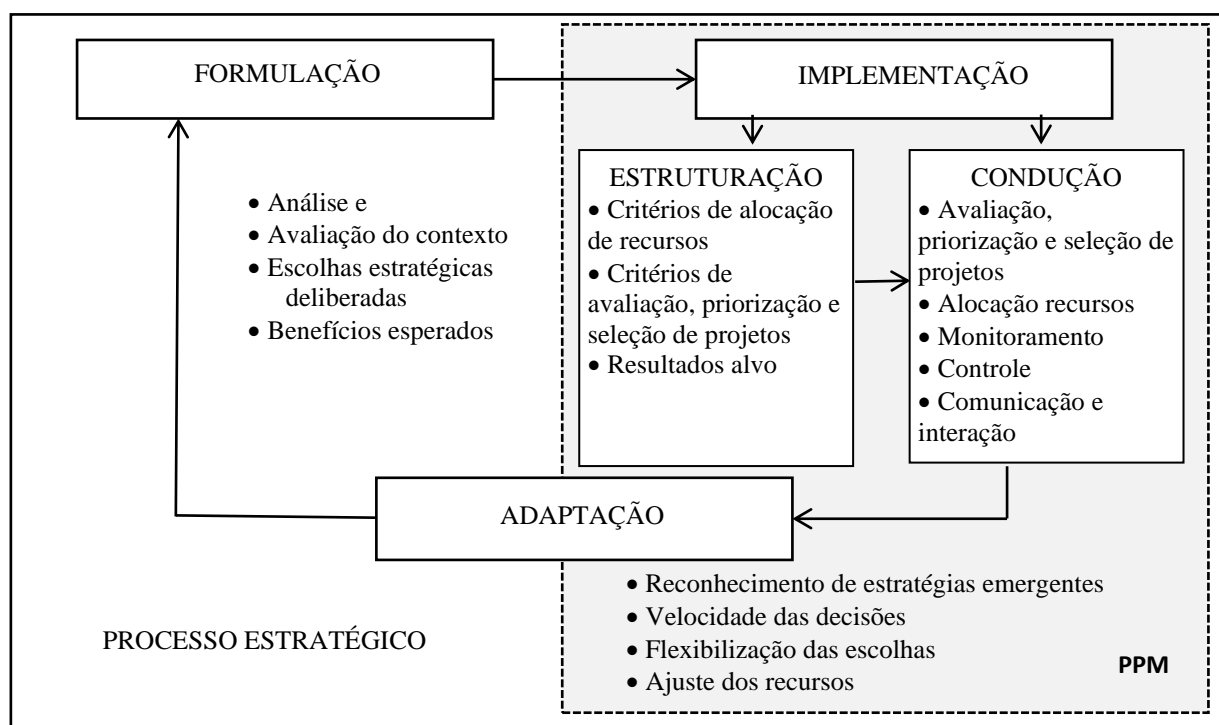 FORMULAÇÃO
IMPLEMENTAÇÃO
• Análise e
• Avaliação do contexto
• Escolhas estratégicas
deliberadas
• Benefícios esperados
ESTRUTURAÇÃO
• Critérios de alocação
de recursos
• Critérios de
avaliação, priorização e
seleção de projetos
• Resultados alvo
CONDUÇÃO
• Avaliação,
priorização e seleção de
projetos
• Alocação recursos
• Monitoramento
• Controle
• Comunicação e
interação
ADAPTAÇÃO
• Reconhecimento de estratégias emergentes
• Velocidade das decisões
• Flexibilização das escolhas
• Ajuste dos recursos
PROCESSO ESTRATÉGICO
PPM